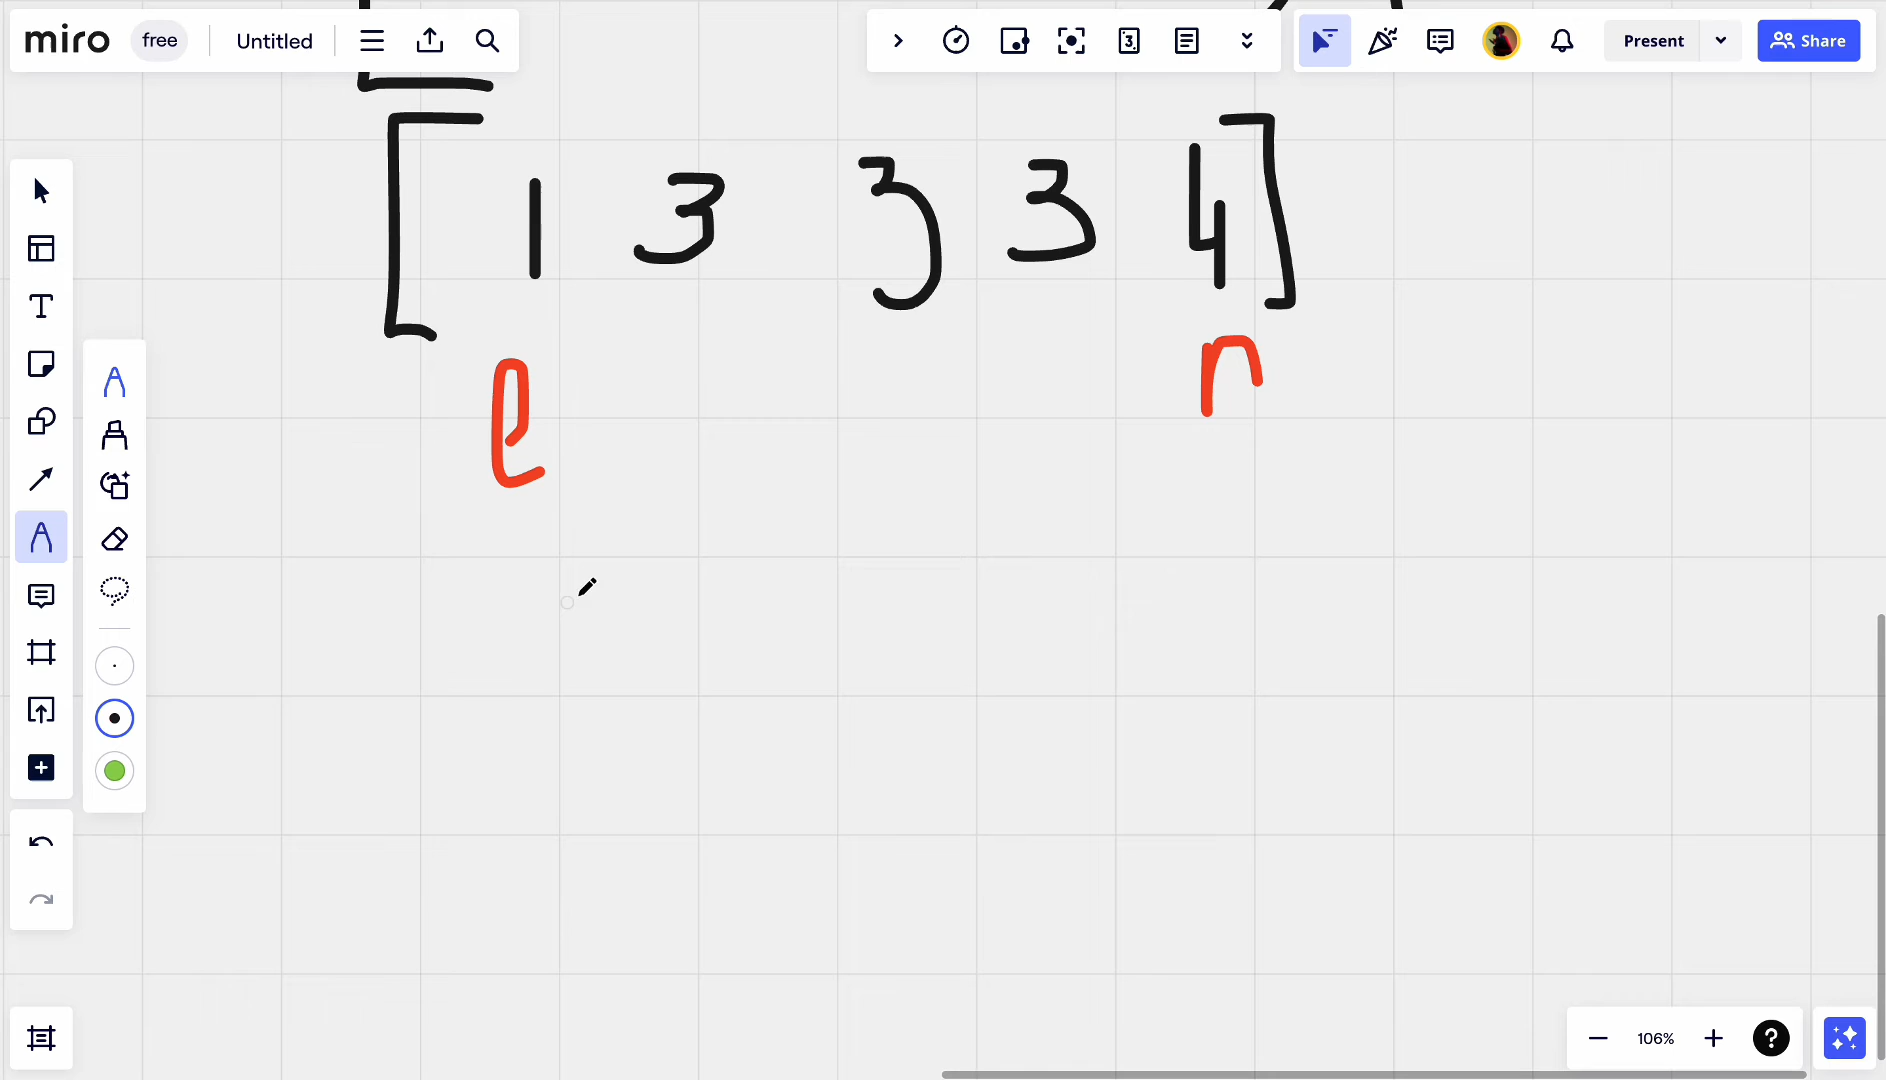 miro free Untitled
Present Share
[ 1 3 3 3 4 ]
l r
106%